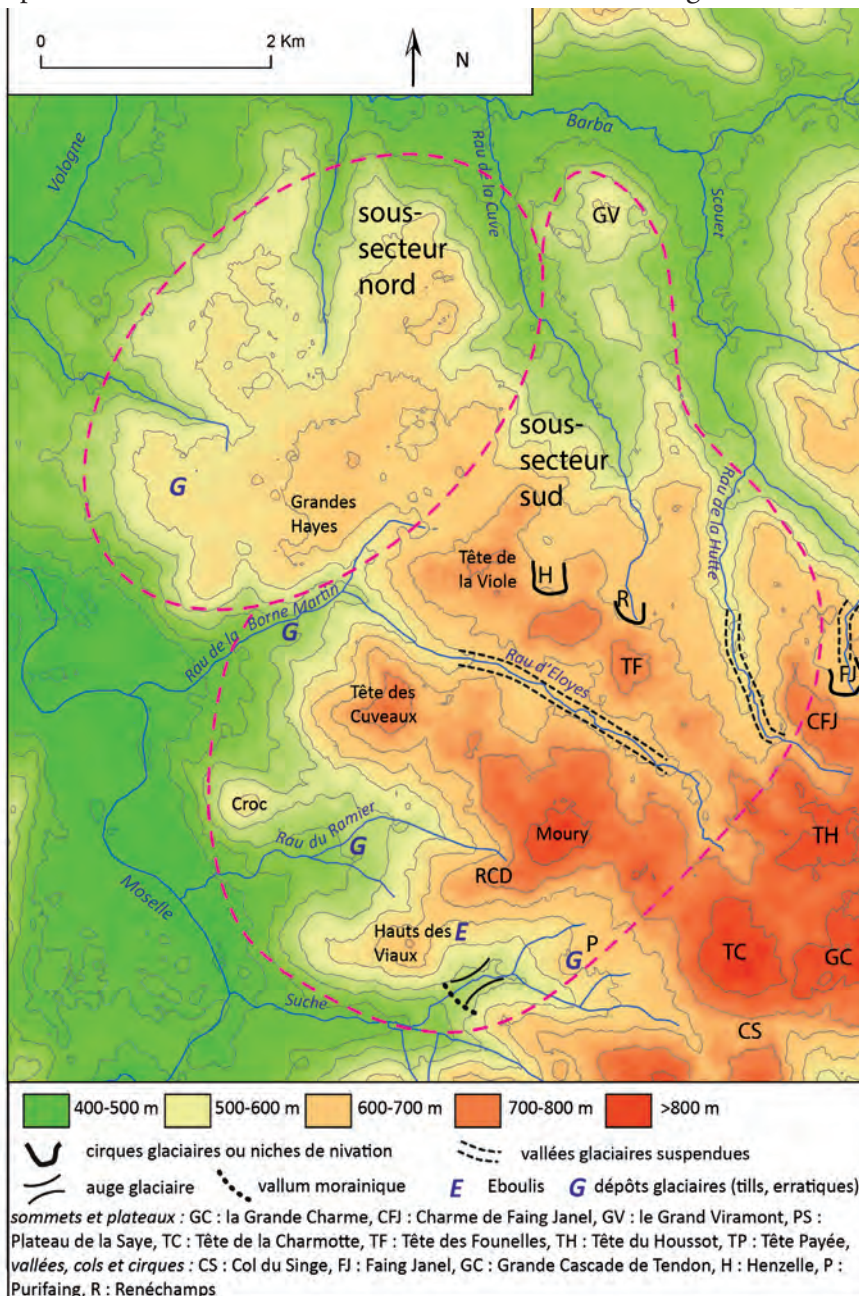 0 2 Km
N
Vologne
Rau de la Cuve
Barba
Scouet
GV
sous-
secteur
nord
sous-
secteur
sud
G
Grandes
Hayes
Rau de la Hutte
Tête de
la Viole
H
R
Rau de la Borne Martin
G
Rau d'Eloyes
TF
FJ
CFJ
Tête des
Cuveaux
Croc
Rau du Ramier
G
Moury
TH
RCD
Moselle
Hauts des
Viaux
E
P
G
TC
GC
Suche
CS
400-500 m 500-600 m 600-700 m 700-800 m >800 m
cirques glaciaires ou niches de nivation vallées glaciaires suspendues
auge glaciaire vallum morainique E Eboulis G dépôts glaciaires (tills, erratiques)
sommets et plateaux : GC : la Grande Charme, CFJ : Charme de Faing Janel, GV : le Grand Viramont, PS :
Plateau de la Saye, TC : Tête de la Charmotte, TF : Tête des Founelles, TH : Tête du Houssot, TP : Tête Payée,
vallées, cols et cirques : CS : Col du Singe, FJ : Faing Janel, GC : Grande Cascade de Tendon, H : Henzelle, P :
Purifaing, R : Renéchamps